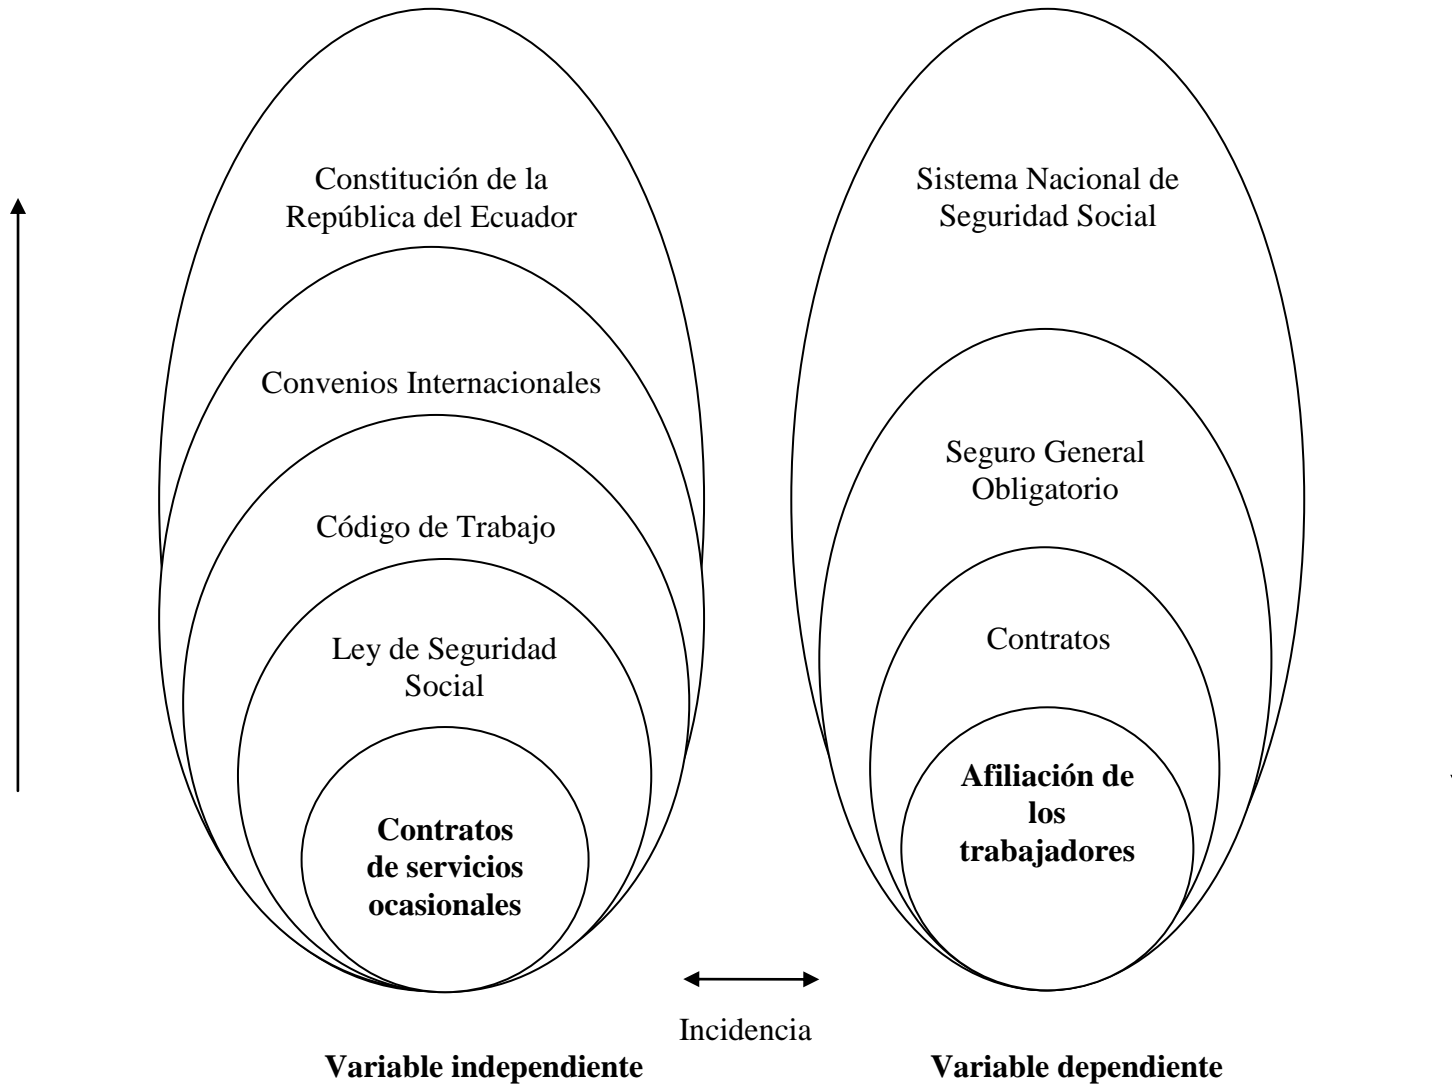 Constitución de la
República del Ecuador
Convenios Internacionales
Código de Trabajo
Ley de Seguridad
Social
Contratos
de servicios
ocasionales
Sistema Nacional de
Seguridad Social
Seguro General
Obligatorio
Contratos
Afiliación de
los
trabajadores
Incidencia
Variable independiente
Variable dependiente